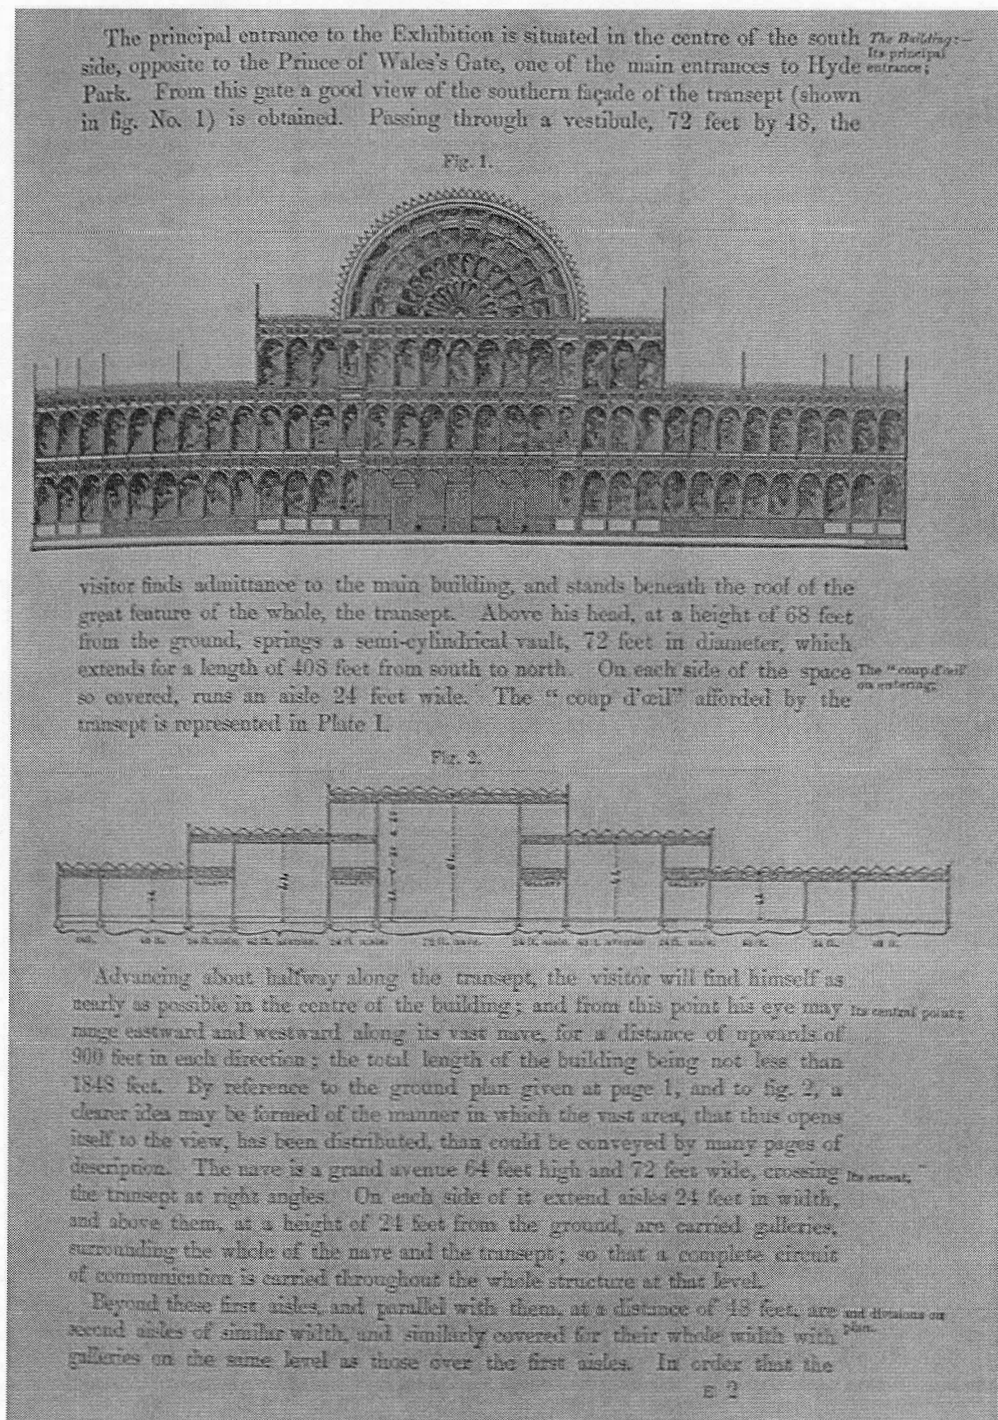 The principal entrance to the Exhibition is situated in the centre of the south
The Building:—
side, opposite to the Prince of Wales's Gate, one of the main entrances to Hyde
Its principal
entrance;
Park. From this gate a good view of the southern façade of the transept (shown
in fig. No. 1) is obtained. Passing through a vestibule, 72 feet by 48, the
Fig. 1.
visitor finds admittance to the main building, and stands beneath the roof of the
great feature of the whole, the transept. Above his head, at a height of 68 feet
from the ground, springs a semi-cylindrical vault, 72 feet in diameter, which
extends for a length of 408 feet from south to north. On each side of the space
The "coup d'œil"
on entering;
so covered, runs an aisle 24 feet wide. The "coup d'œil" afforded by the
transept is represented in Plate I.
Fig. 2.
24 ft. aisle. 72 ft. nave. 24 ft. aisle. 24 ft. aisle. 24 ft. 48 ft.
Advancing about halfway along the transept, the visitor will find himself as
nearly as possible in the centre of the building; and from this point his eye may
Its central point;
range eastward and westward along its vast nave, for a distance of upwards of
900 feet in each direction; the total length of the building being not less than
1848 feet. By reference to the ground plan given at page 1, and to fig. 2, a
clearer idea may be formed of the manner in which the vast area, that thus opens
itself to the view, has been distributed, than could be conveyed by many pages of
description. The nave is a grand avenue 64 feet high and 72 feet wide, crossing
Its extent,
the transept at right angles. On each side of it extend aisles 24 feet in width,
and above them, at a height of 24 feet from the ground, are carried galleries,
surrounding the whole of the nave and the transept; so that a complete circuit
of communication is carried throughout the whole structure at that level.
Beyond these first aisles, and parallel with them, at a distance of 48 feet, are
and divisions on
plan.
second aisles of similar width, and similarly covered for their whole width with
galleries on the same level as those over the first aisles. In order that the
E 2